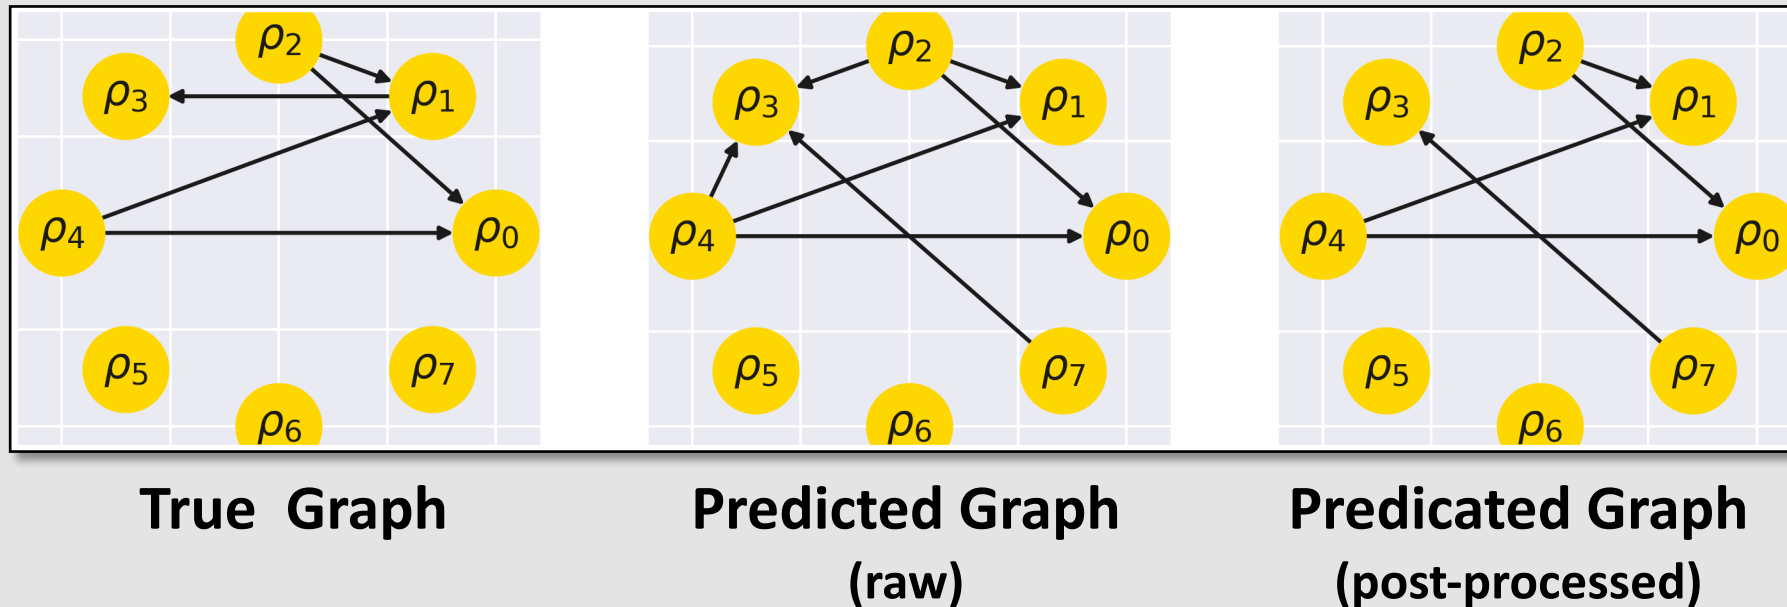 ρ2
ρ3
ρ1
ρ4
ρ0
ρ5
ρ7
ρ6
ρ2
ρ3
ρ1
ρ4
ρ0
ρ5
ρ7
ρ6
ρ2
ρ3
ρ1
ρ4
ρ0
ρ5
ρ7
ρ6
True Graph
Predicted Graph
(raw)
Predicated Graph
(post-processed)